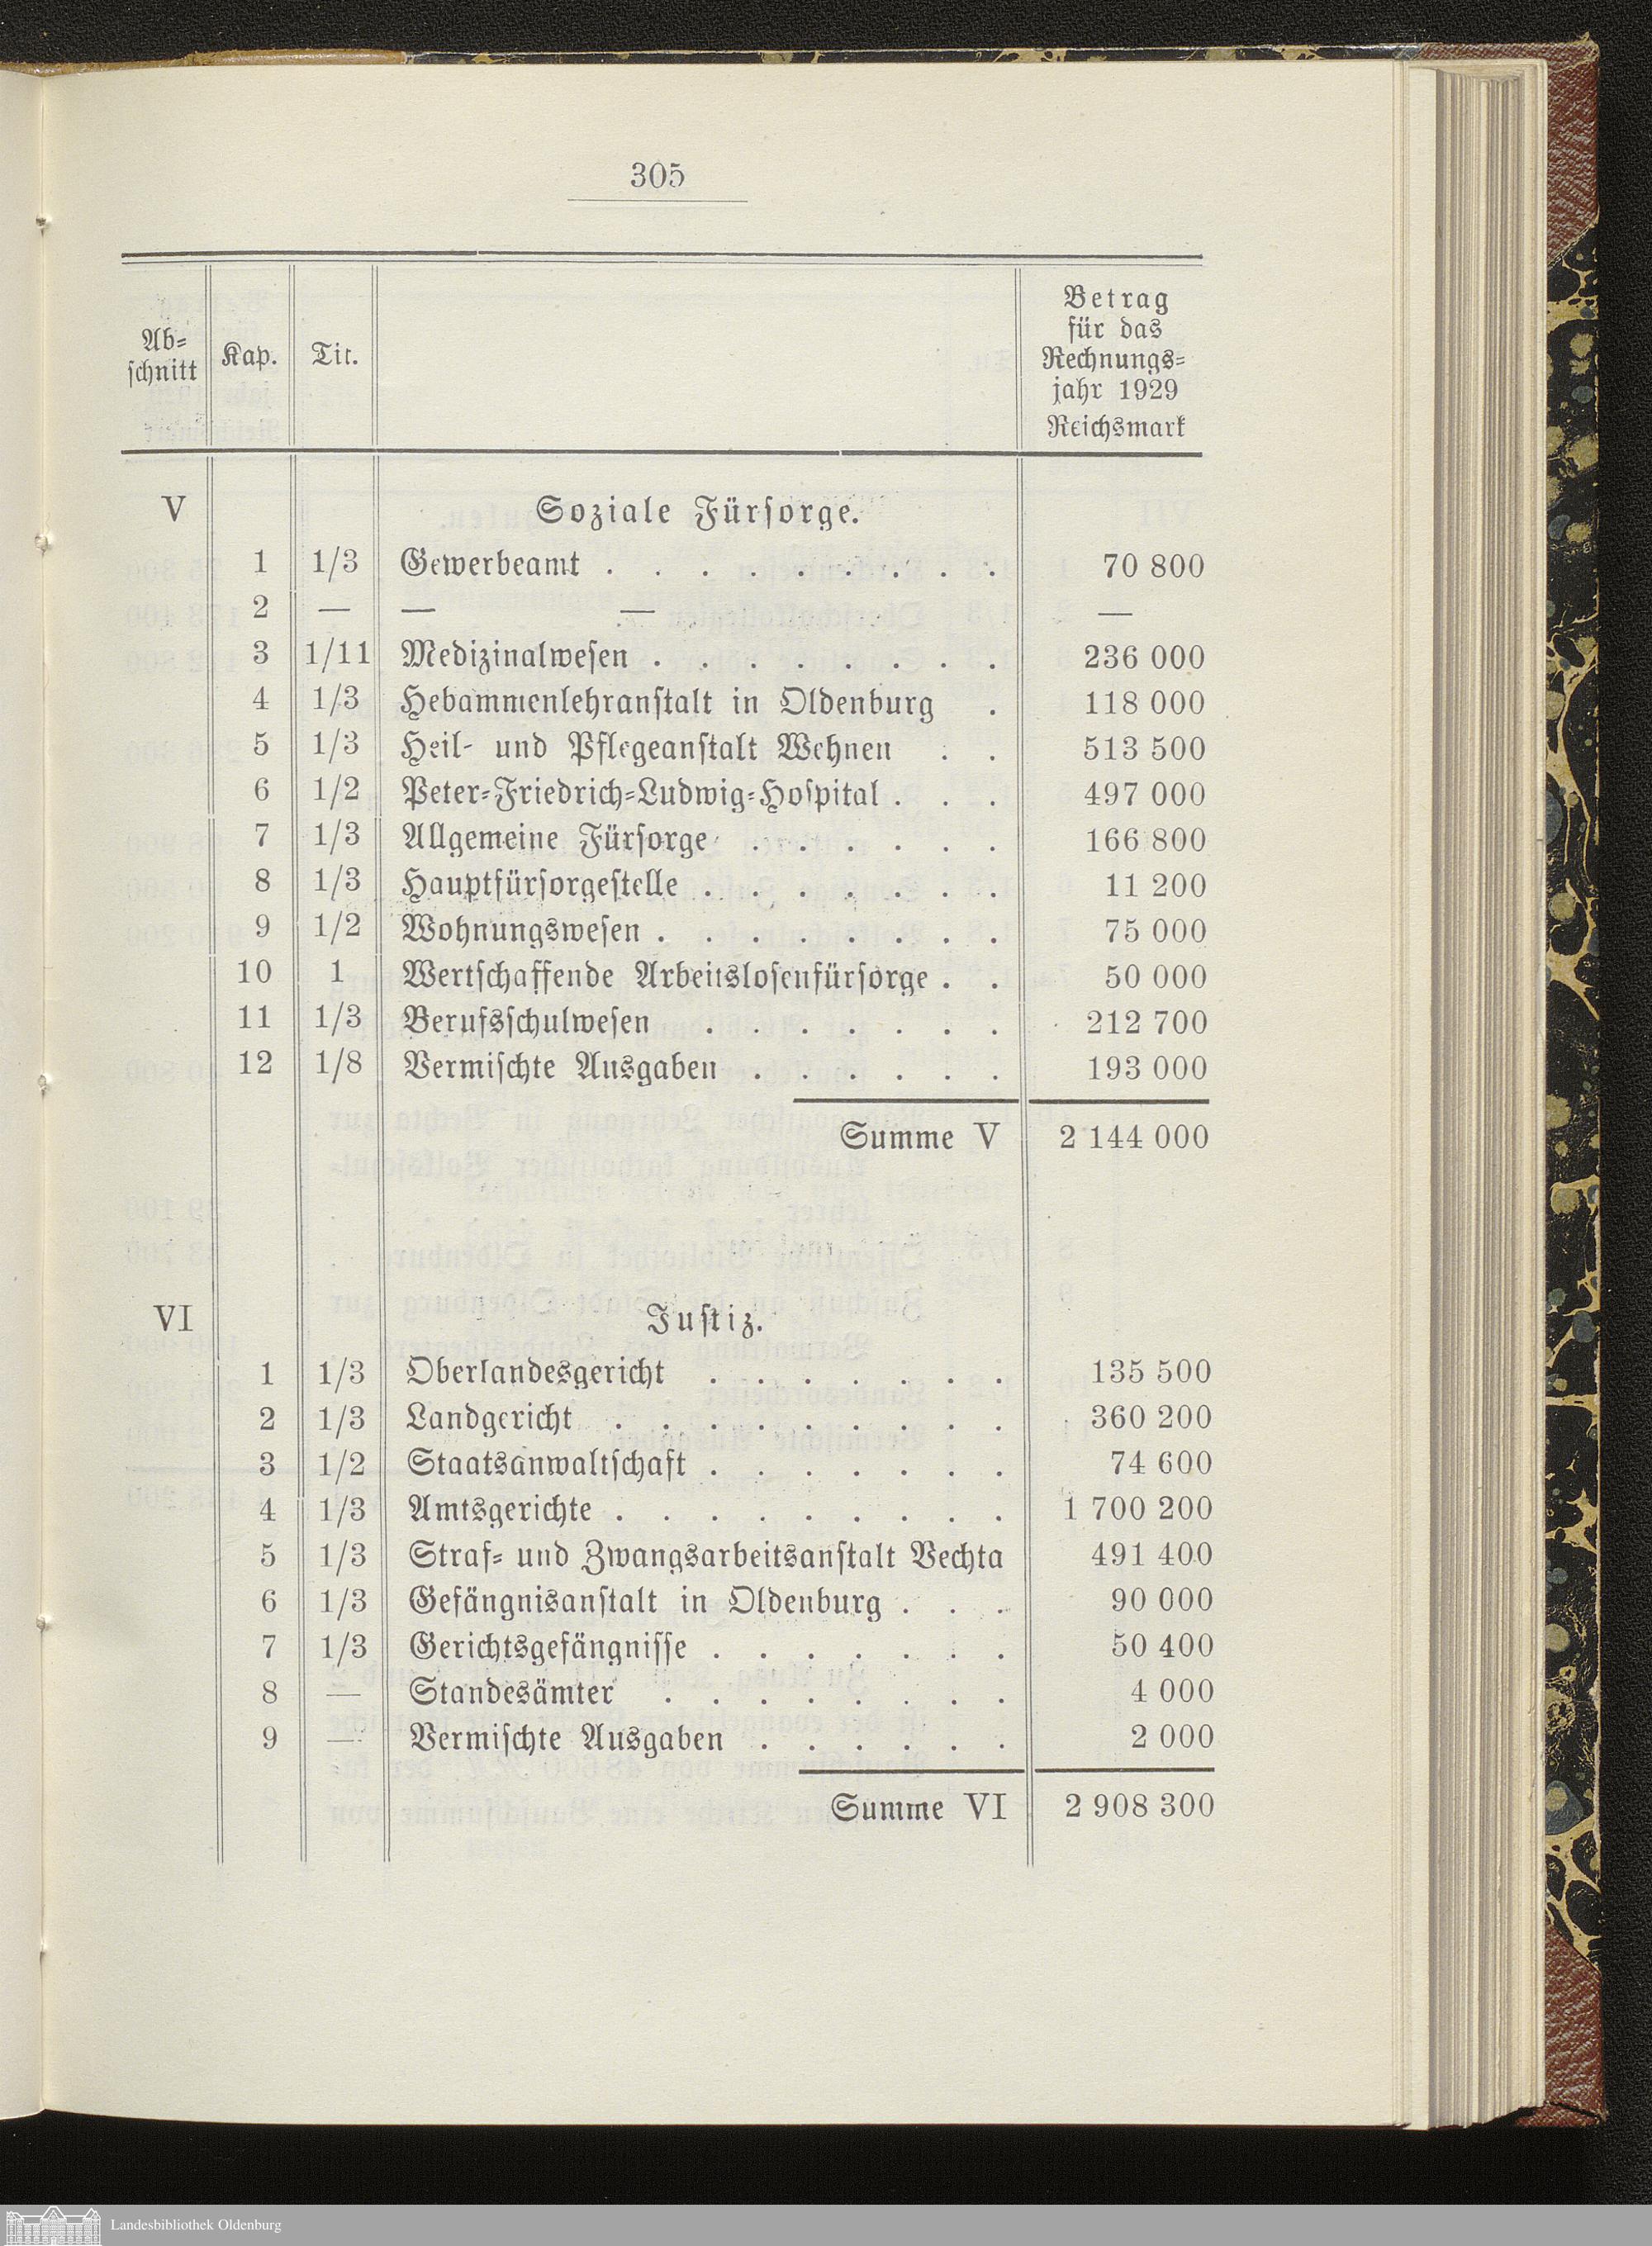 305
Ab-
schnitt
Kap.
Tit.
Betrag
für das
Rechnungs-
jahr 1929
Reichsmark
V Soziale Fürsorge.
1 1/3 Gewerbeamt . . . . . . . . . 70 800
2 — — — —
3 1/11 Medizinalwesen . . . . . . . . 236 000
4 1/3 Hebammenlehranstalt in Oldenburg . 118 000
5 1/3 Heil- und Pflegeanstalt Wehnen . . 513 500
6 1/2 Peter-Friedrich-Ludwig-Hospital . . . 497 000
7 1/3 Allgemeine Fürsorge . . . . . . 166 800
8 1/3 Hauptfürsorgestelle . . . . . . . 11 200
9 1/2 Wohnungswesen . . . . . . . . 75 000
10 1 Wertschaffende Arbeitslosenfürsorge . . 50 000
11 1/3 Berufsschulwesen . . . . . . . 212 700
12 1/8 Vermischte Ausgaben . . . . . . 193 000
Summe V 2 144 000
VI Justiz.
1 1/3 Oberlandesgericht . . . . . . . 135 500
2 1/3 Landgericht . . . . . . . . . 360 200
3 1/2 Staatsanwaltschaft . . . . . . . 74 600
4 1/3 Amtsgerichte . . . . . . . . . 1 700 200
5 1/3 Straf- und Zwangsarbeitsanstalt Vechta 491 400
6 1/3 Gefängnisanstalt in Oldenburg . . . 90 000
7 1/3 Gerichtsgefängnisse . . . . . . . 50 400
8 — Standesämter . . . . . . . . 4 000
9 — Vermischte Ausgaben . . . . . . 2 000
Summe VI 2 908 300
Landesbibliothek Oldenburg